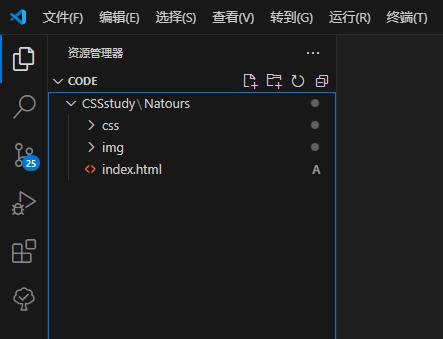 文件(F) 编辑(E) 选择(S) 查看(V) 转到(G) 运行(R) 终端(T)
资源管理器
CODE
CSSstudy\Natours
css
img
index.html A
25